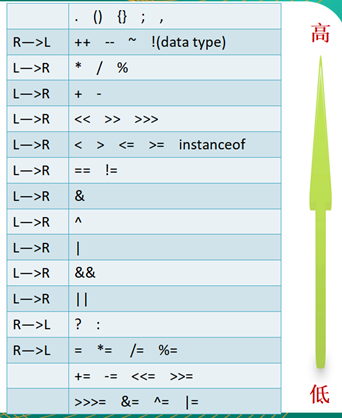 . () {} ; ,
高
R—>L ++ -- ~ !(data type)
L—>R * / %
L—>R + -
L—>R << >> >>>
L—>R < > <= >= instanceof
L—>R == !=
L—>R &
L—>R ^
L—>R |
L—>R &&
L—>R ||
R—>L ? :
R—>L = *= /= %=
+= -= <<= >>=
低
>>>= &= ^= |=